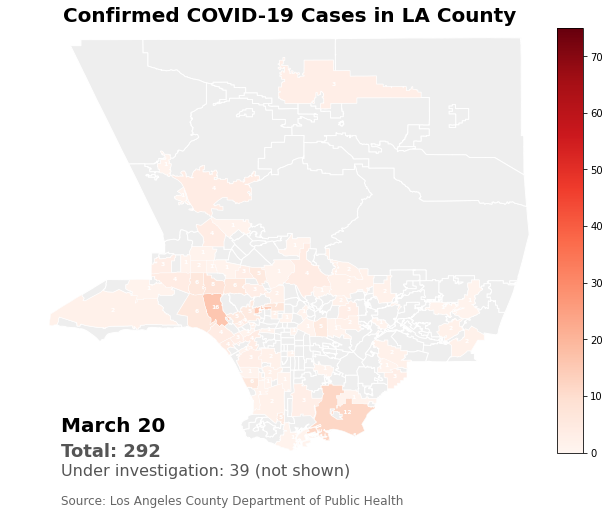 Confirmed COVID-19 Cases in LA County
70
60
50
40
30
20
10
0
March 20
Total: 292
Under investigation: 39 (not shown)
Source: Los Angeles County Department of Public Health